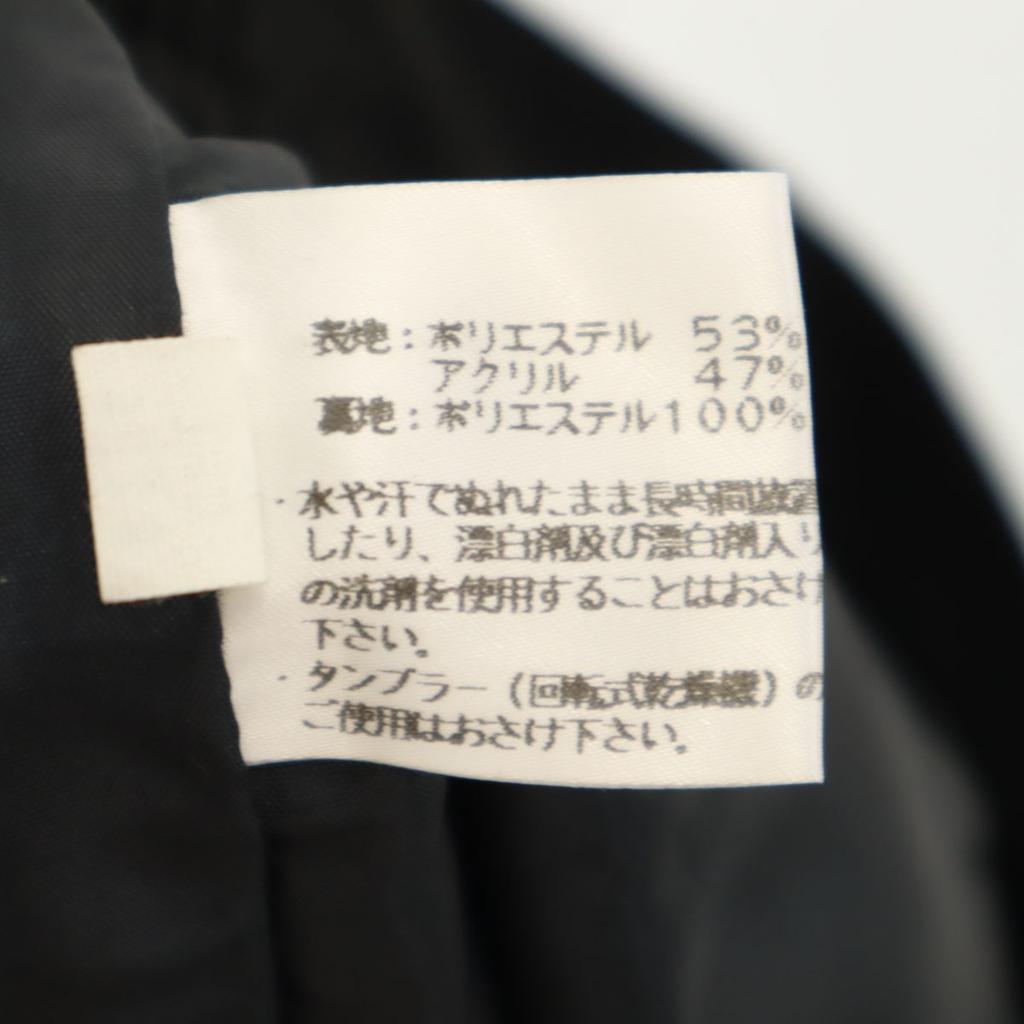 表地：ポリエステル 53%
アクリル 47%
裏地：ポリエステル100%
・水や汗でぬれたまま長時間放置
したり、漂白剤及び漂白剤入り
の洗剤を使用することはおさけ
下さい。
・タンブラー（回転式乾燥機）の
ご使用はおさけ下さい。